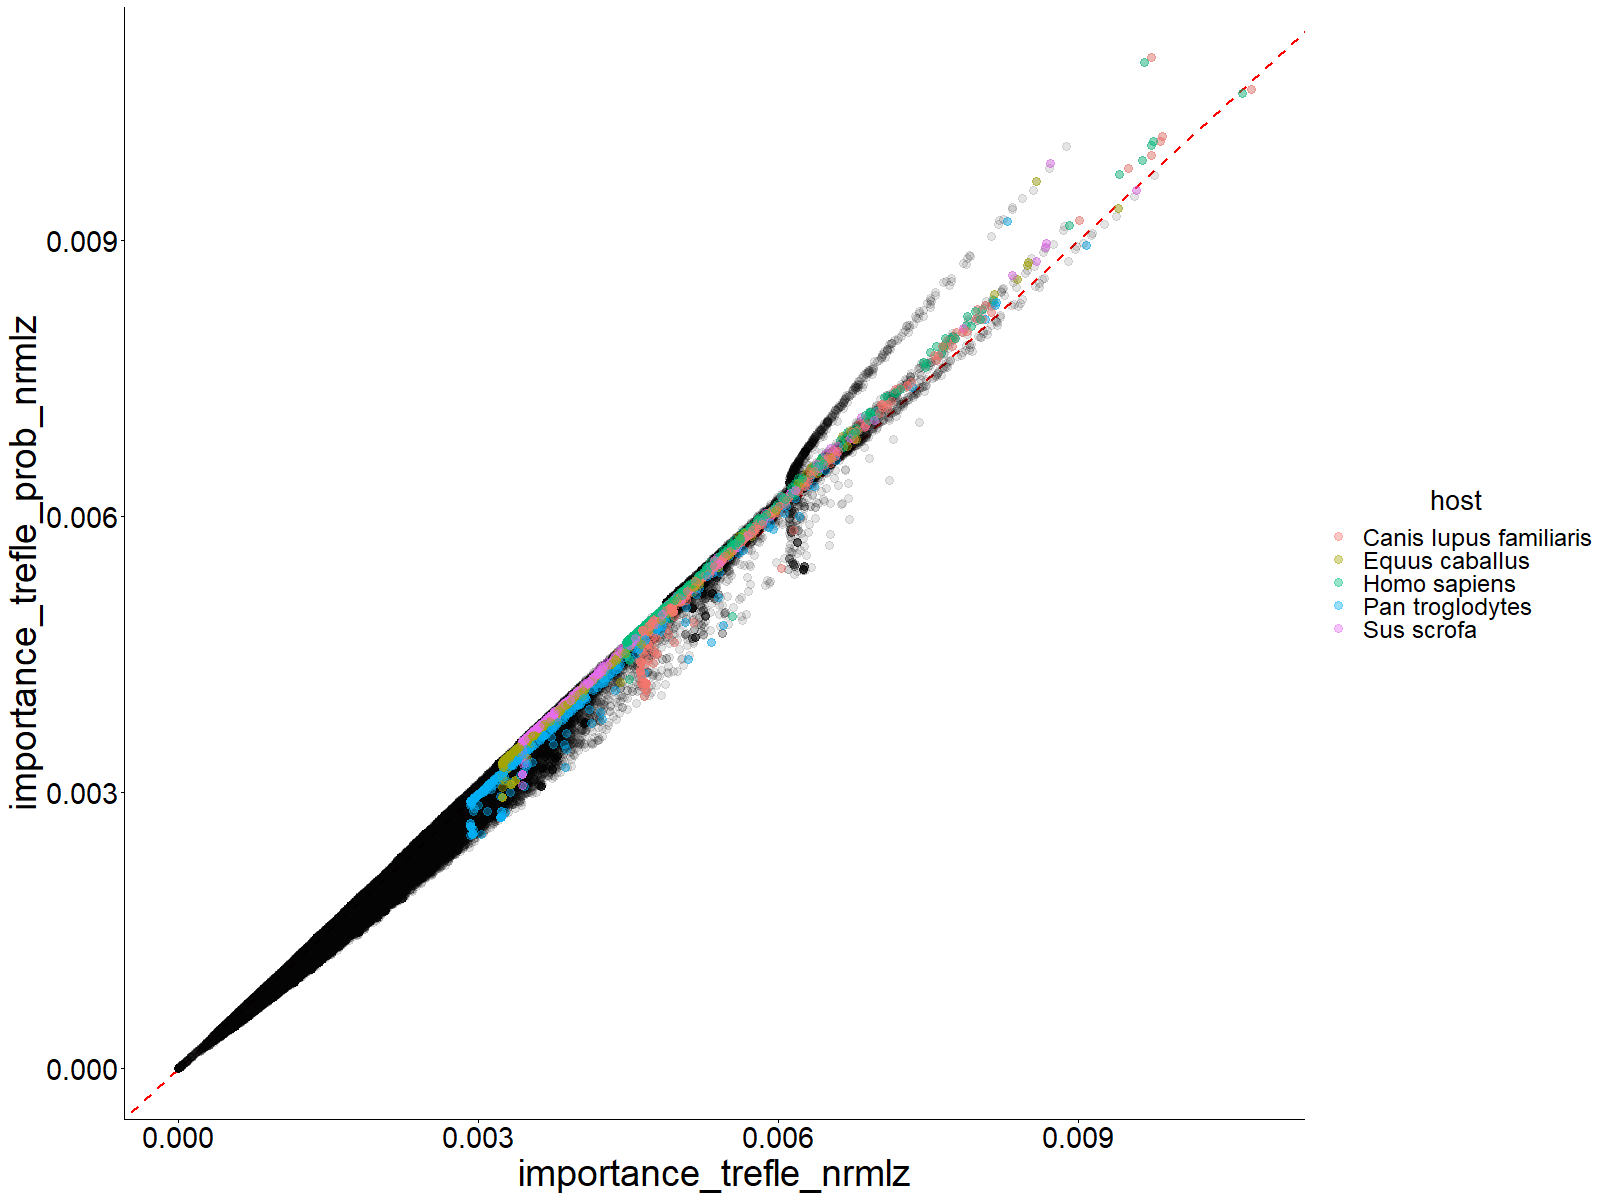 importance_trefle_prob_nrmlz
0.009
0.006
0.003
0.000
0.000
0.003
0.006
0.009
importance_trefle_nrmlz
host
Canis lupus familiaris
Equus caballus
Homo sapiens
Pan troglodytes
Sus scrofa